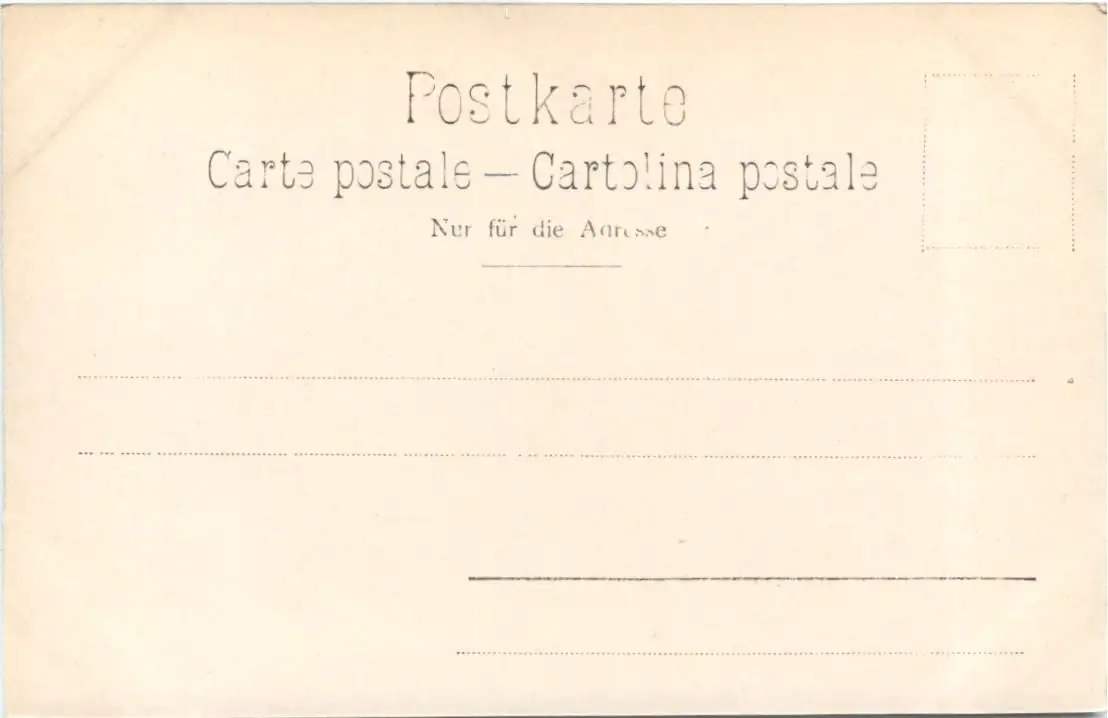 Postkarte
Carte postale — Cartolina postale
Nur für die Adresse